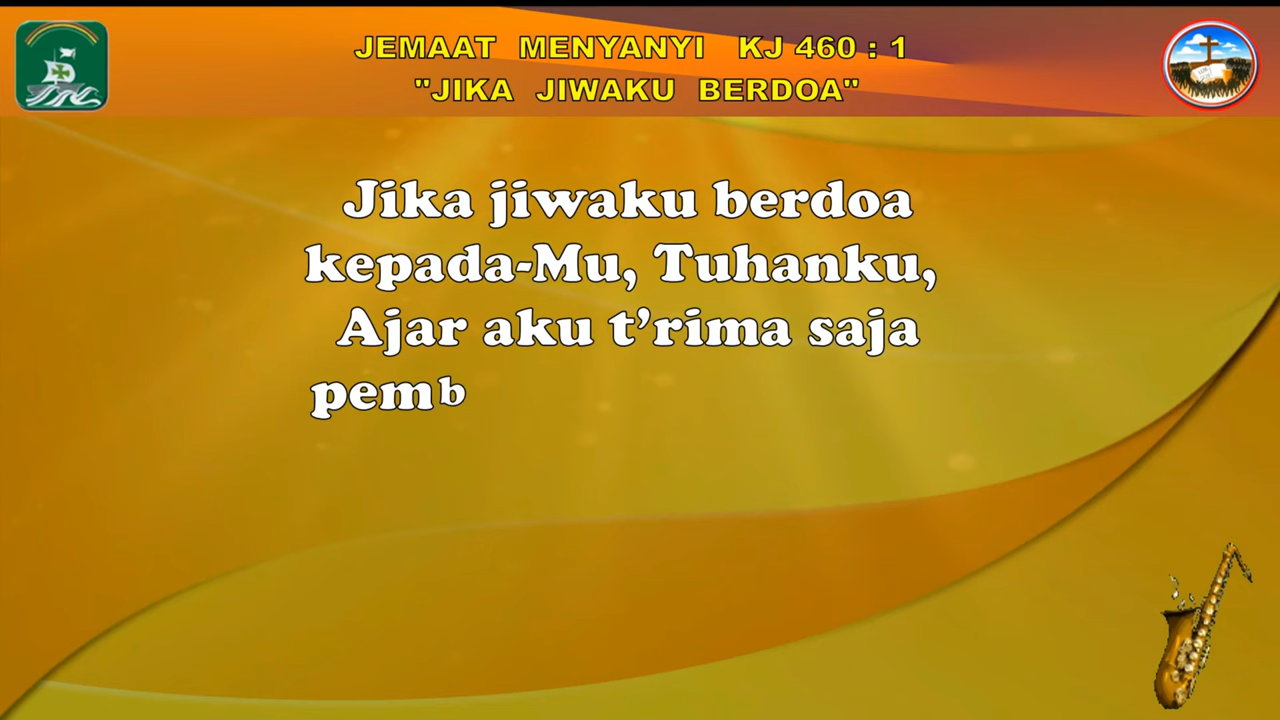 JEMAAT MENYANYI KJ 460 : 1
"JIKA JIWAKU BERDOA"
Jika jiwaku berdoa
kepada-Mu, Tuhanku,
Ajar aku t’rima saja
pemb